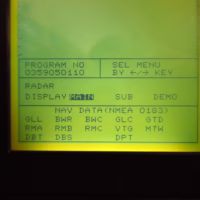 PROGRAM NO SEL MENU
0359050110 BY ←/→ KEY
RADAR
DISPLAY MAIN SUB DEMO
NAV DATA(NMEA 0183)
GLL BWR BWC GLC GTD
RMA RMB RMC VTG MTW
DBT DBS DPT